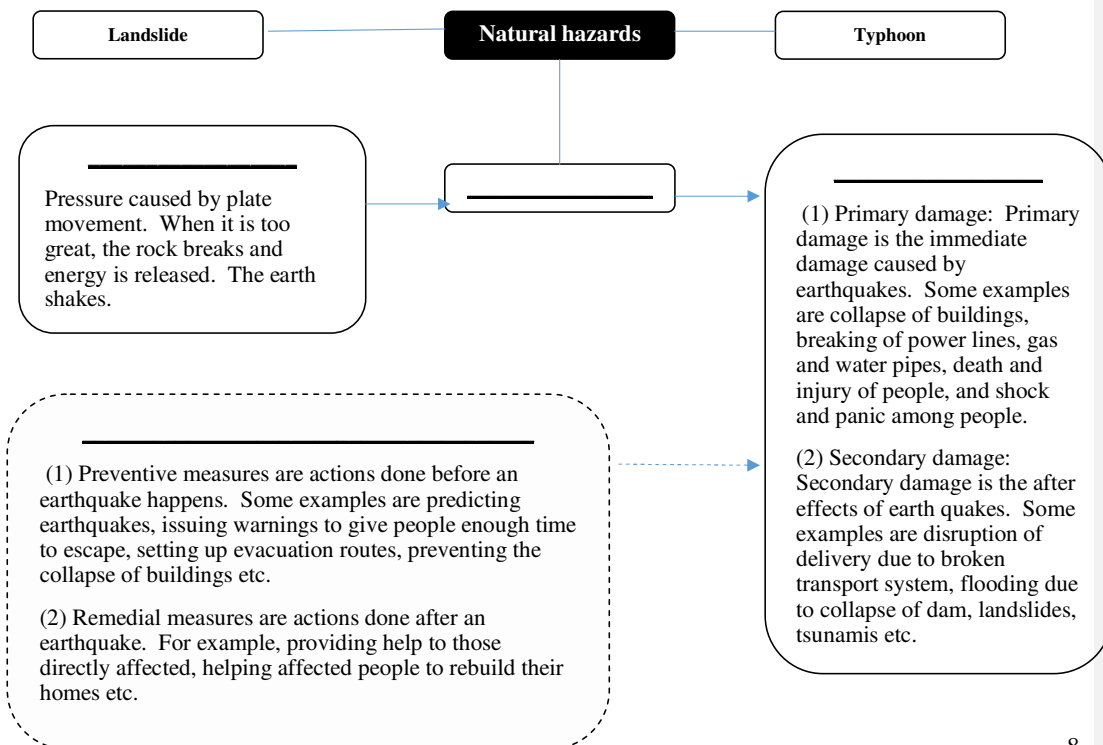 Landslide
Natural hazards
Typhoon
Pressure caused by plate
movement. When it is too
great, the rock breaks and
energy is released. The earth
shakes.
(1) Primary damage: Primary
damage is the immediate
damage caused by
earthquakes. Some examples
are collapse of buildings,
breaking of power lines, gas
and water pipes, death and
injury of people, and shock
and panic among people.
(2) Secondary damage:
Secondary damage is the after
effects of earth quakes. Some
examples are disruption of
delivery due to broken
transport system, flooding due
to collapse of dam, landslides,
tsunamis etc.
(1) Preventive measures are actions done before an
earthquake happens. Some examples are predicting
earthquakes, issuing warnings to give people enough time
to escape, setting up evacuation routes, preventing the
collapse of buildings etc.
(2) Remedial measures are actions done after an
earthquake. For example, providing help to those
directly affected, helping affected people to rebuild their
homes etc.
8